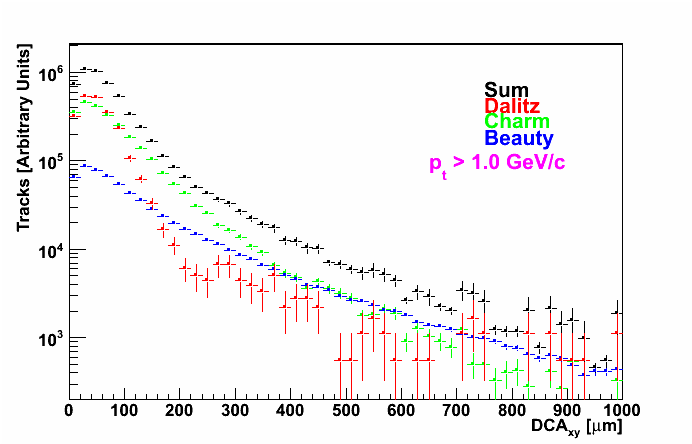 Tracks [Arbitrary Units]
10^6
10^5
10^4
10^3
Sum
Dalitz
Charm
Beauty
p_t > 1.0 GeV/c
0 100 200 300 400 500 600 700 800 900 1000
DCA_xy [μm]